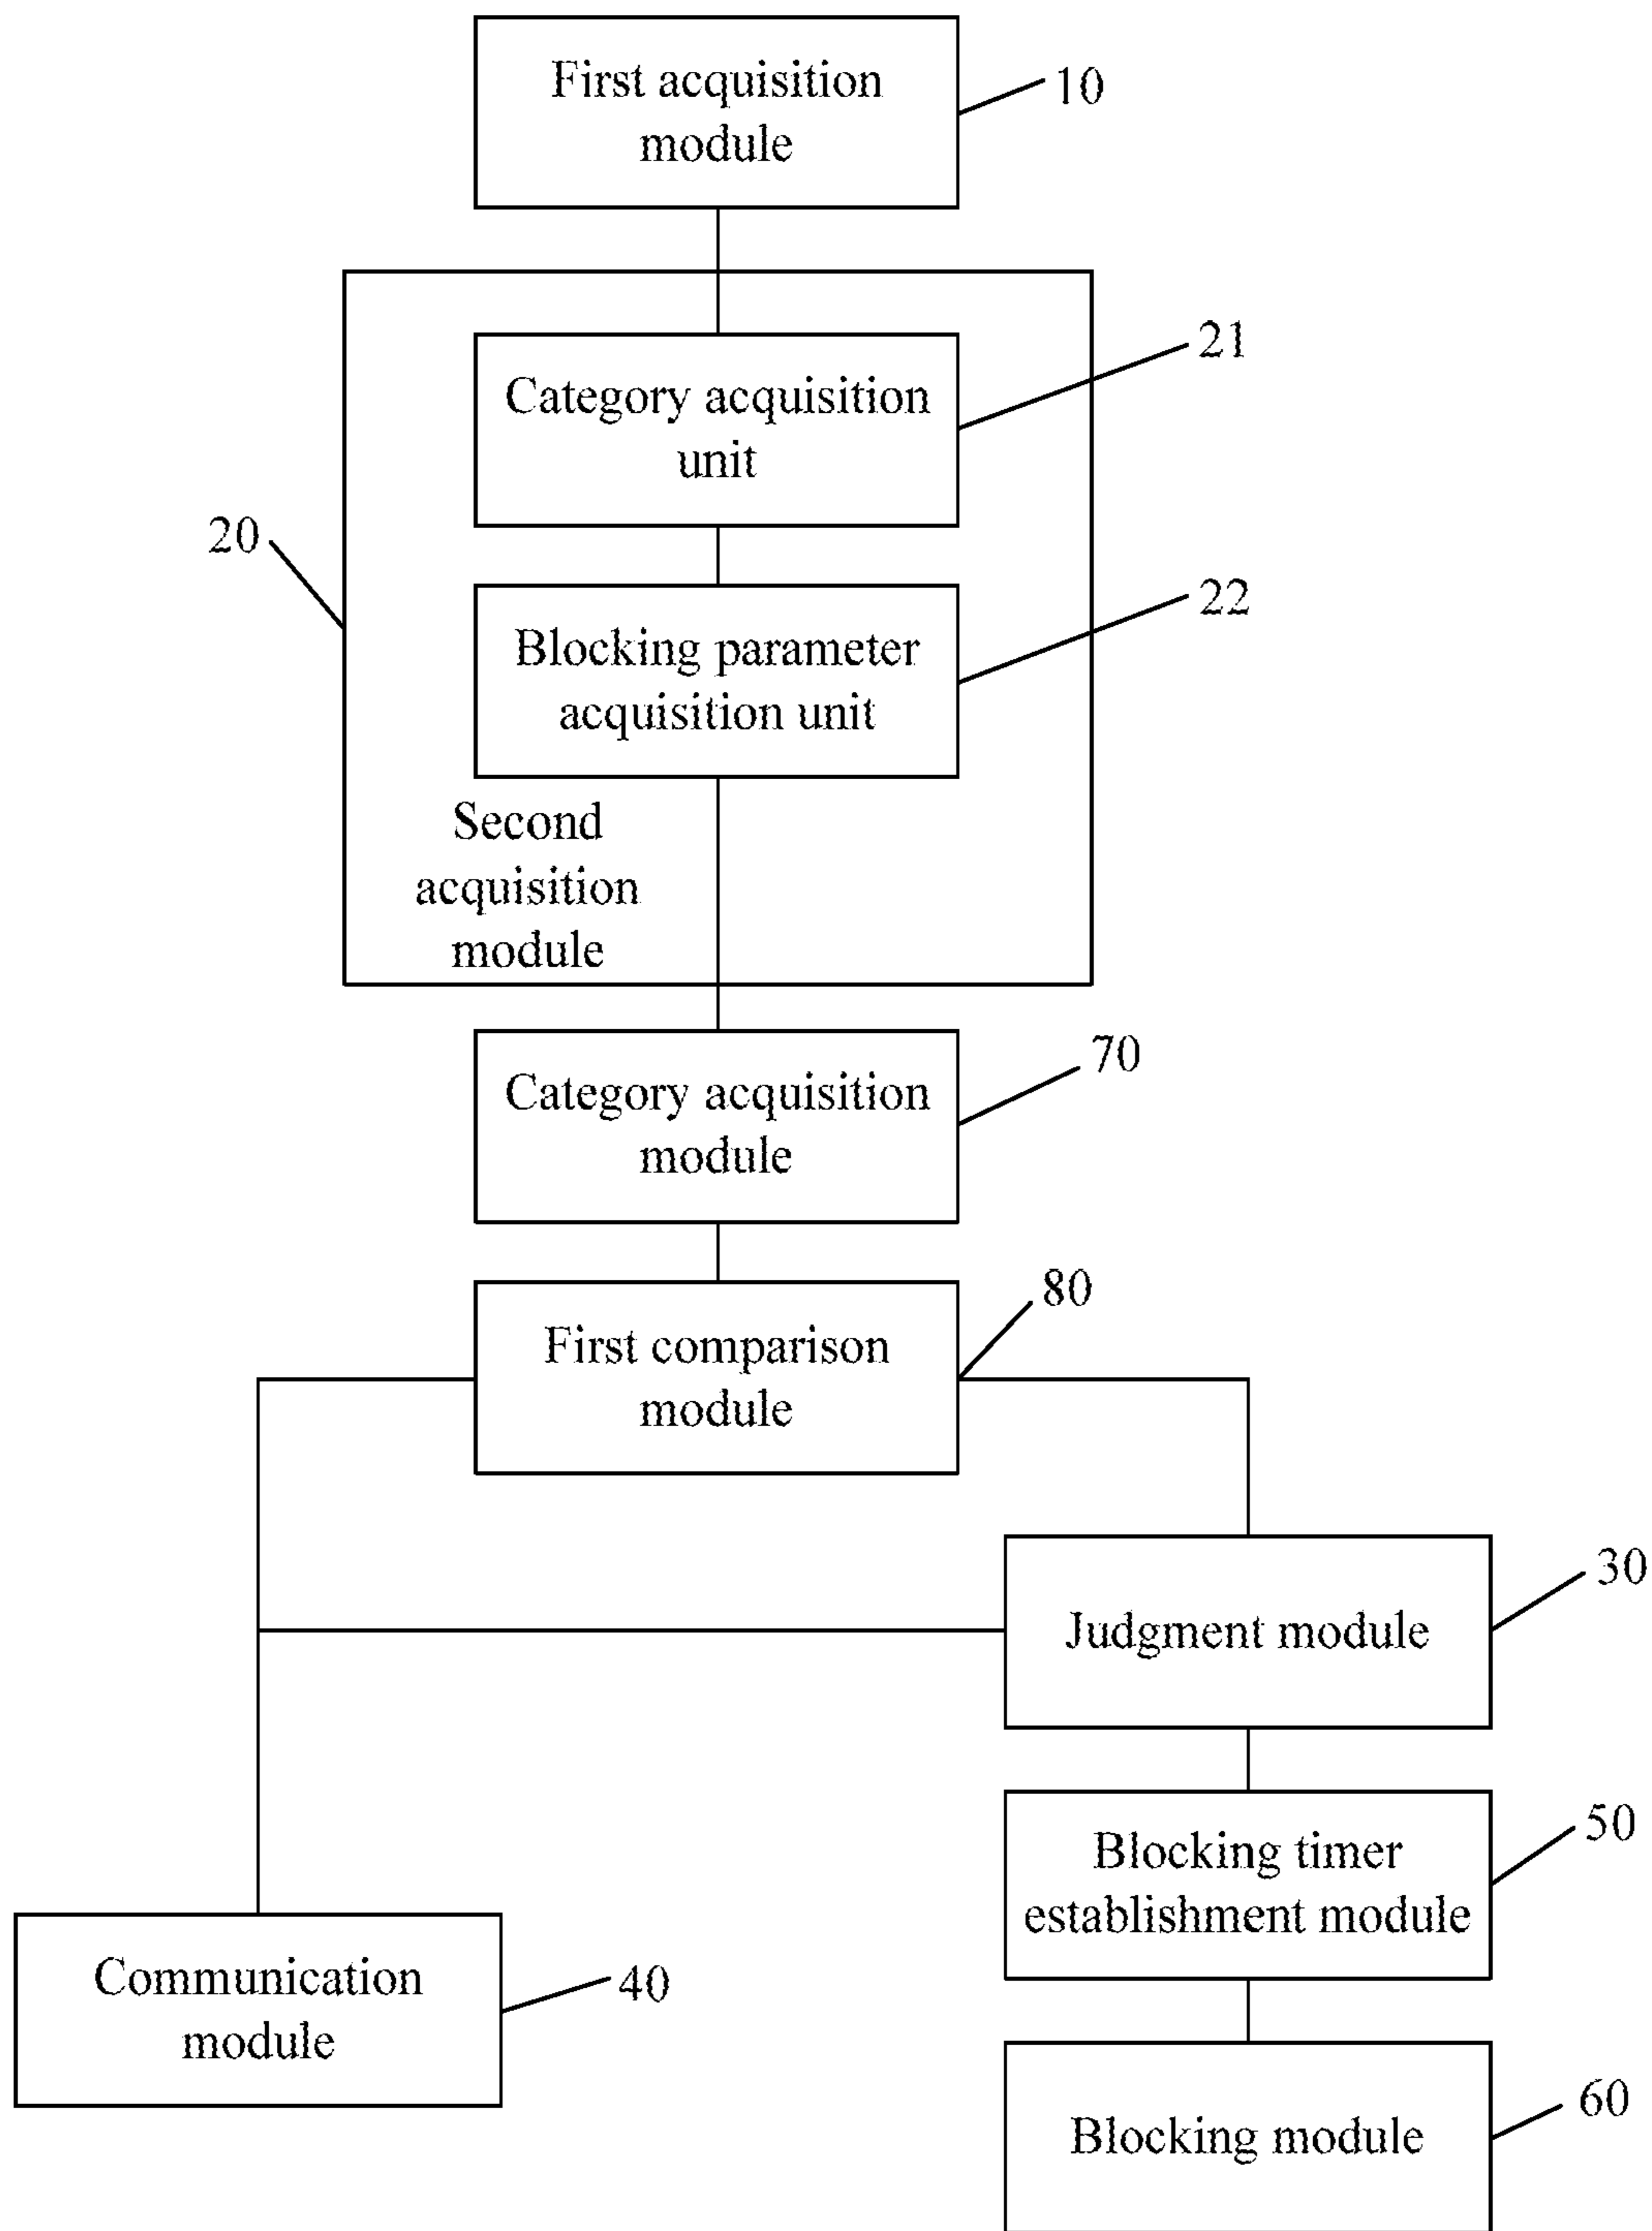 First acquisition
module
10
Category acquisition
unit
21
20
Blocking parameter
acquisition unit
22
Second
acquisition
module
Category acquisition
module
70
First comparison
module
80
Judgment module
30
Blocking timer
establishment module
50
Communication
module
40
Blocking module
60